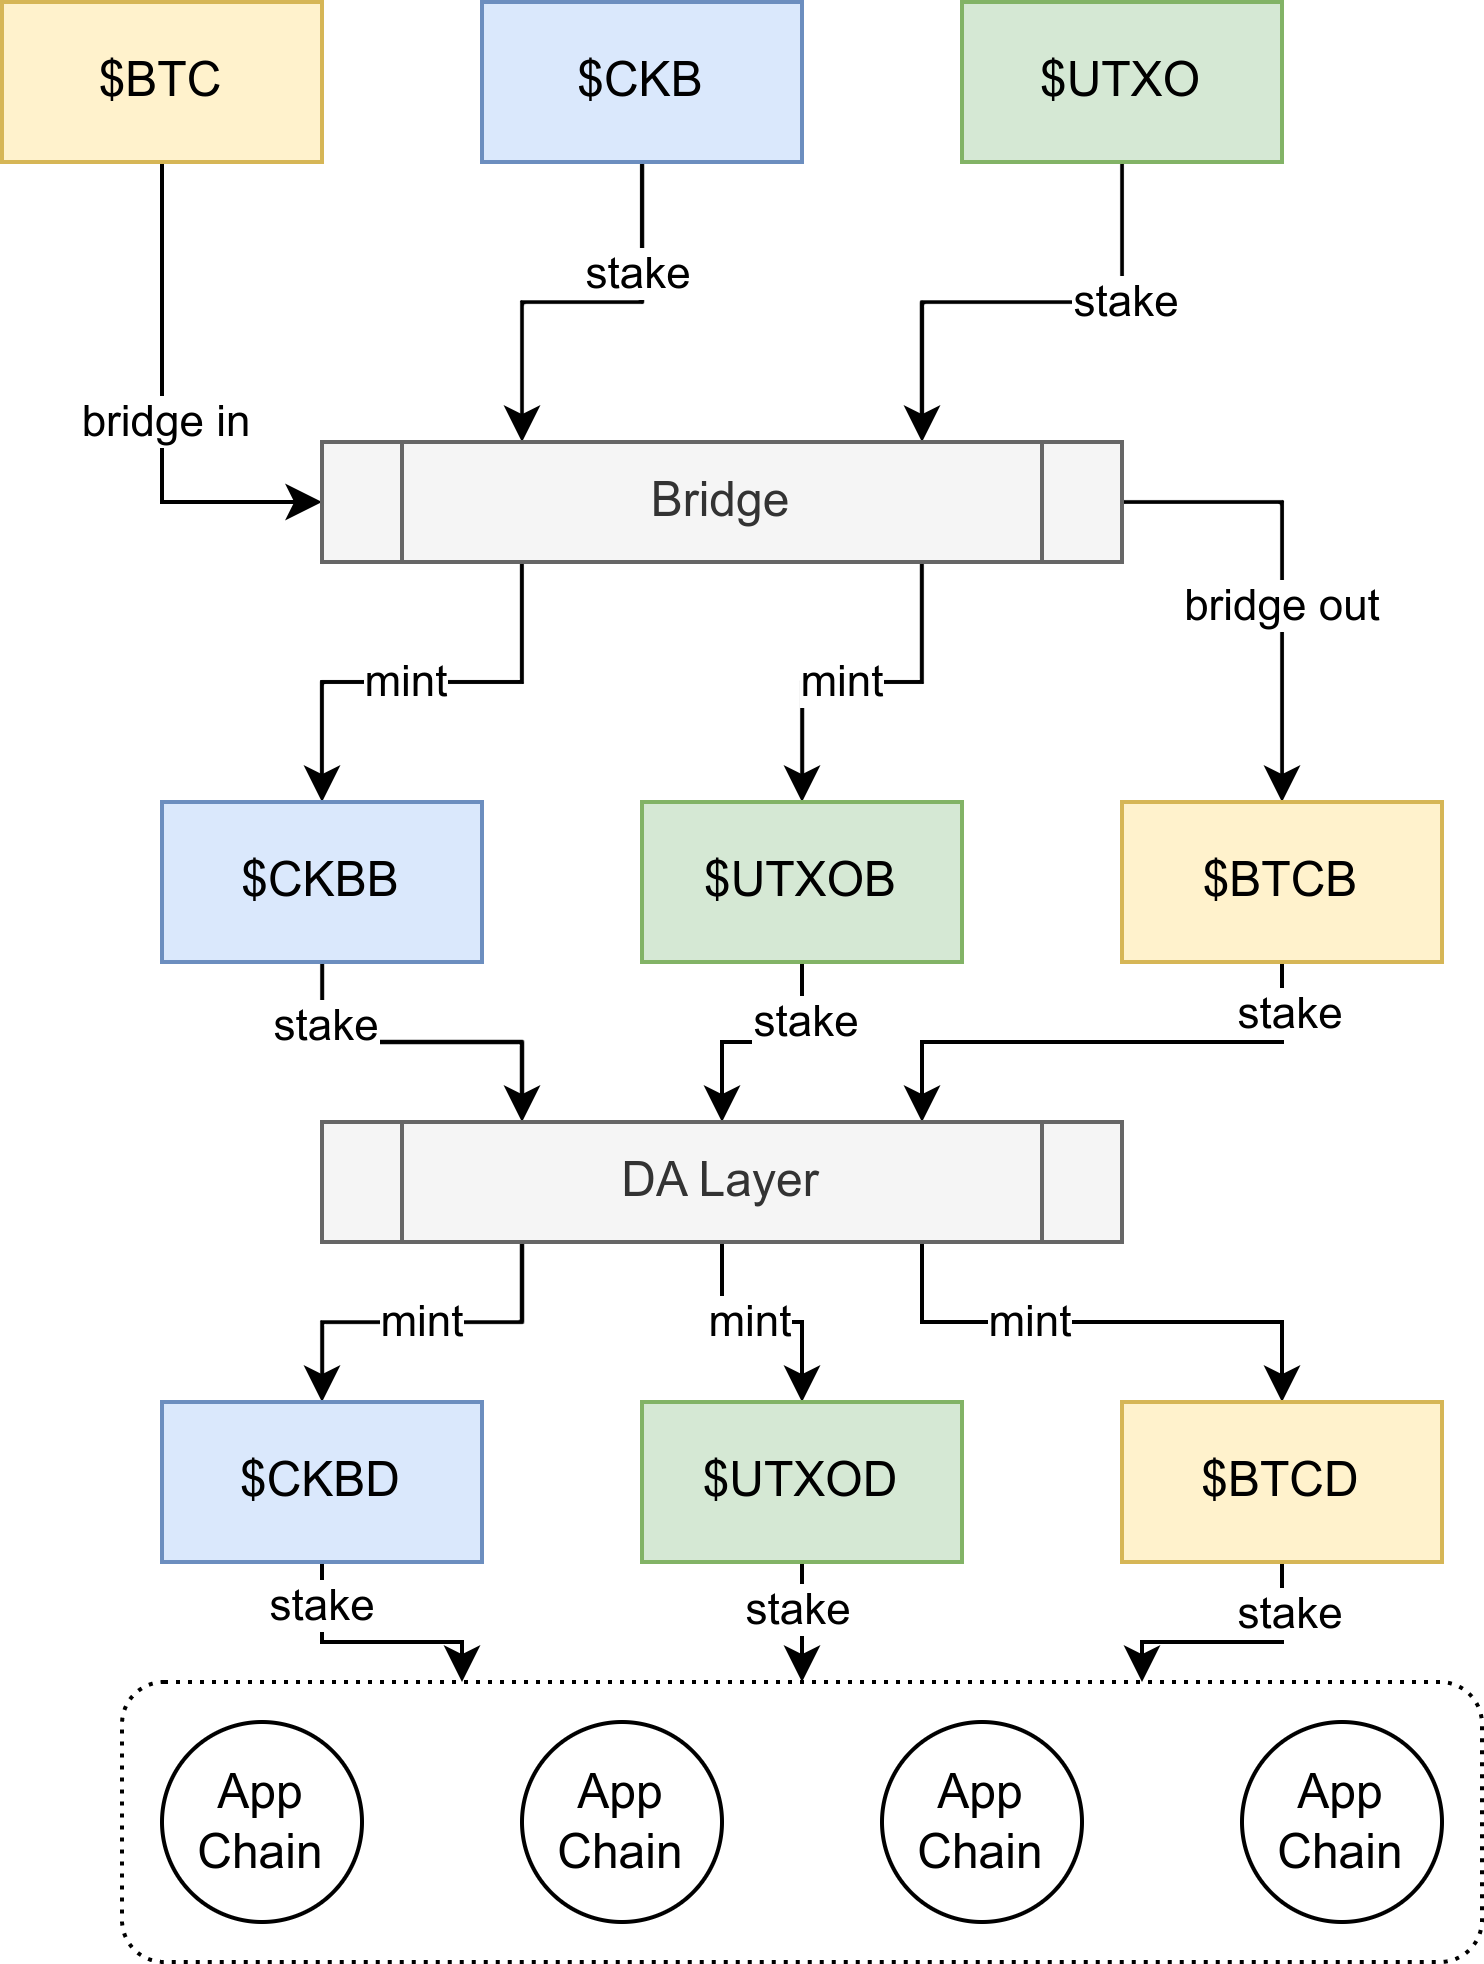 $BTC
$CKB
$UTXO
stake
stake
bridge in
Bridge
bridge out
mint
mint
$CKBB
$UTXOB
$BTCB
stake
stake
stake
DA Layer
mint
mint
mint
$CKBD
$UTXOD
$BTCD
stake
stake
stake
App
Chain
App
Chain
App
Chain
App
Chain